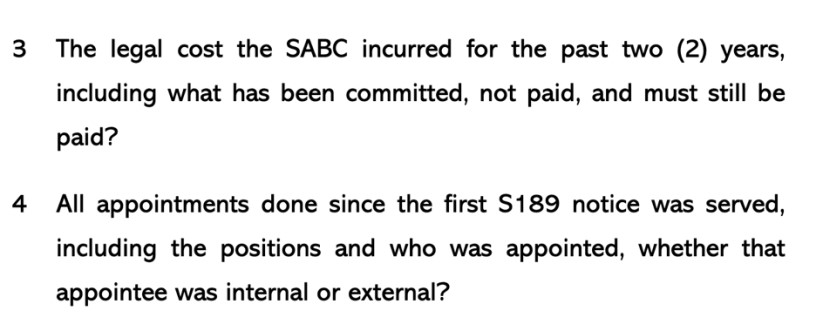 3 The legal cost the SABC incurred for the past two (2) years,
including what has been committed, not paid, and must still be
paid?
4 All appointments done since the first S189 notice was served,
including the positions and who was appointed, whether that
appointee was internal or external?